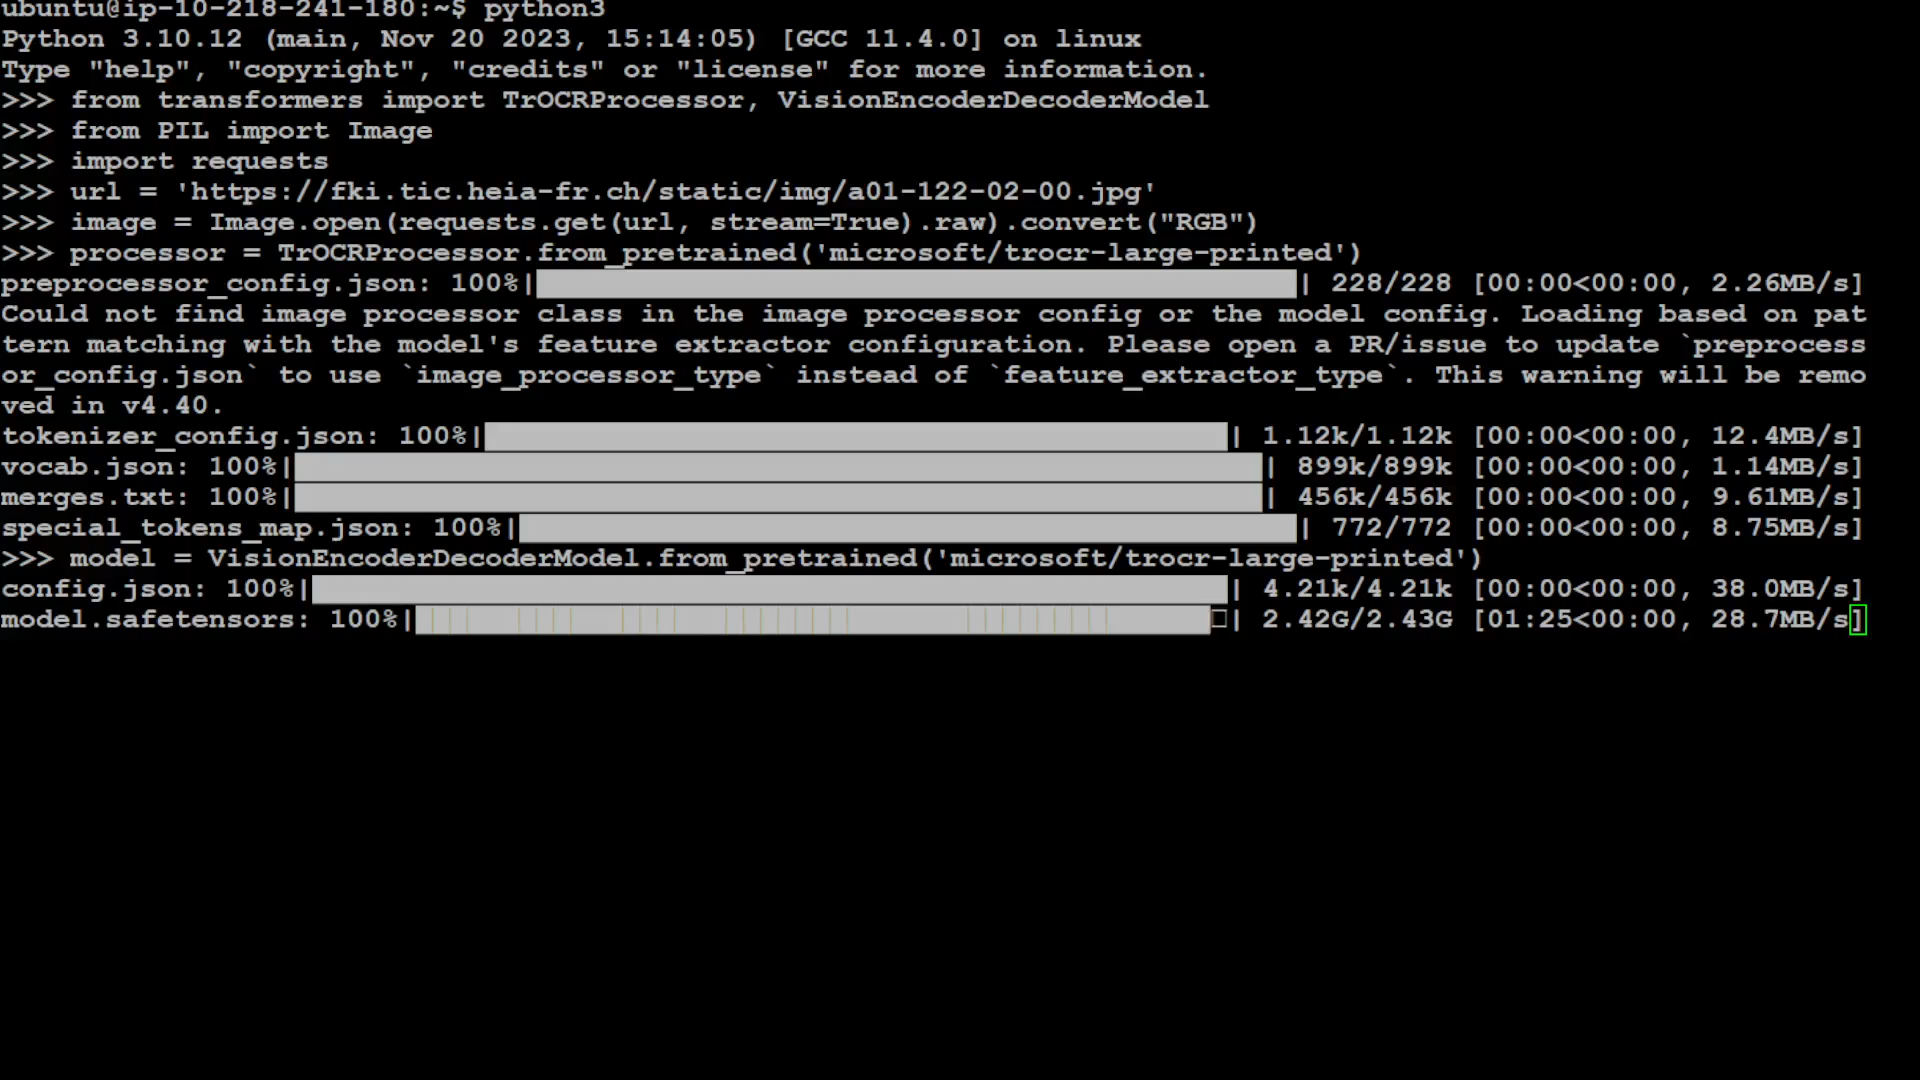 ubuntu@ip-10-218-241-180:~$ python3
Python 3.10.12 (main, Nov 20 2023, 15:14:05) [GCC 11.4.0] on linux
Type "help", "copyright", "credits" or "license" for more information.
>>> from transformers import TrOCRProcessor, VisionEncoderDecoderModel
>>> from PIL import Image
>>> import requests
>>> url = 'https://fki.tic.heia-fr.ch/static/img/a01-122-02-00.jpg'
>>> image = Image.open(requests.get(url, stream=True).raw).convert("RGB")
>>> processor = TrOCRProcessor.from_pretrained('microsoft/trocr-large-printed')
preprocessor_config.json: 100%| | 228/228 [00:00<00:00, 2.26MB/s]
Could not find image processor class in the image processor config or the model config. Loading based on pat
tern matching with the model's feature extractor configuration. Please open a PR/issue to update `preprocess
or_config.json` to use `image_processor_type` instead of `feature_extractor_type`. This warning will be remo
ved in v4.40.
tokenizer_config.json: 100%| | 1.12k/1.12k [00:00<00:00, 12.4MB/s]
vocab.json: 100%| | 899k/899k [00:00<00:00, 1.14MB/s]
merges.txt: 100%| | 456k/456k [00:00<00:00, 9.61MB/s]
special_tokens_map.json: 100%| | 772/772 [00:00<00:00, 8.75MB/s]
>>> model = VisionEncoderDecoderModel.from_pretrained('microsoft/trocr-large-printed')
config.json: 100%| | 4.21k/4.21k [00:00<00:00, 38.0MB/s]
model.safetensors: 100%| | 2.42G/2.43G [01:25<00:00, 28.7MB/s]